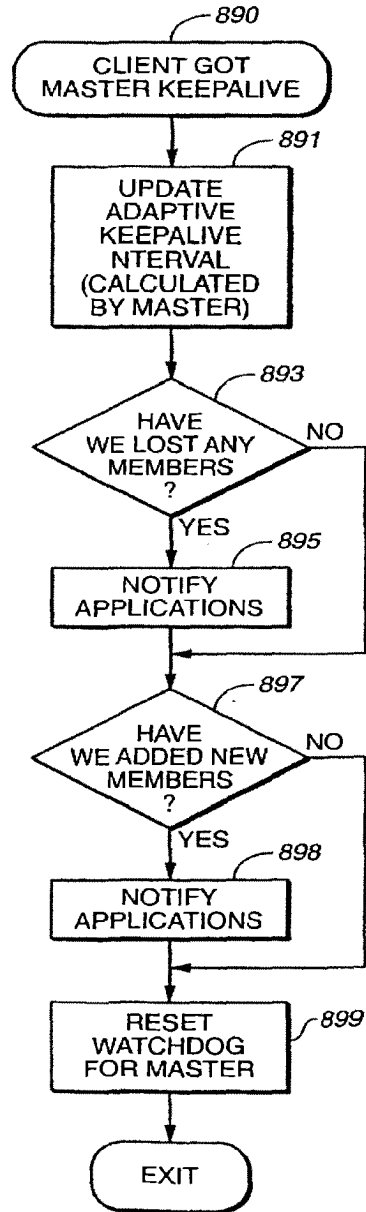 890
CLIENT GOT
MASTER KEEPALIVE
891
UPDATE
ADAPTIVE
KEEPALIVE
NTERVAL
(CALCULATED
BY MASTER)
893
HAVE
WE LOST ANY
MEMBERS
?
NO
YES
895
NOTIFY
APPLICATIONS
897
HAVE
WE ADDED NEW
MEMBERS
?
NO
YES
898
NOTIFY
APPLICATIONS
RESET
WATCHDOG
FOR MASTER
899
EXIT